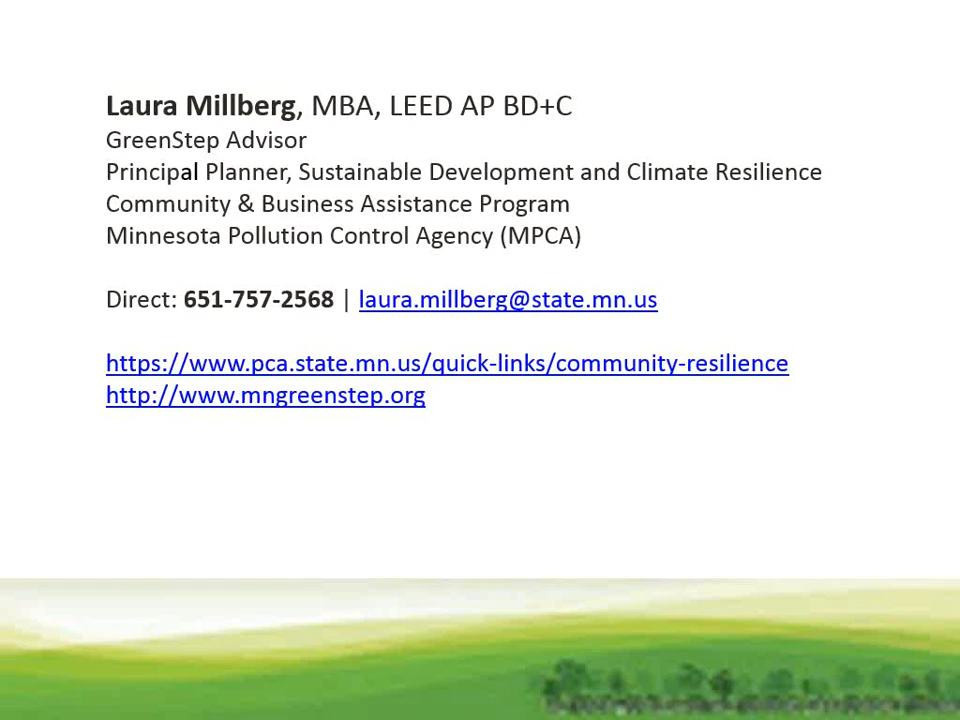 Laura Millberg, MBA, LEED AP BD+C
GreenStep Advisor
Principal Planner, Sustainable Development and Climate Resilience
Community & Business Assistance Program
Minnesota Pollution Control Agency (MPCA)
Direct: 651-757-2568 | laura.millberg@state.mn.us
https://www.pca.state.mn.us/quick-links/community-resilience
http://www.mngreenstep.org